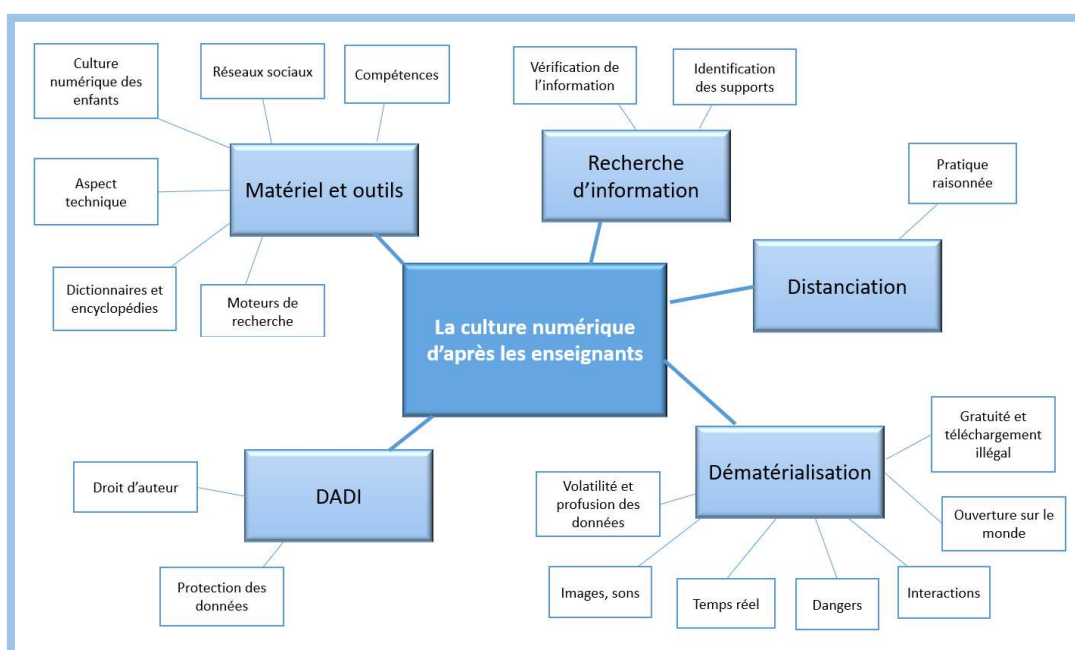 Culture
numérique des
enfants
Réseaux sociaux
Compétences
Vérification de
l'information
Identification
des supports
Matériel et outils
Recherche
d'information
Pratique
raisonnée
Aspect
technique
Dictionnaires et
encyclopédies
Moteurs de
recherche
Distanciation
La culture numérique
d'après les enseignants
Gratuité et
téléchargement
illégal
Droit d'auteur
DADI
Volatilité et
profusion des
données
Dématérialisation
Ouverture sur le
monde
Protection des
données
Images, sons
Temps réel
Dangers
Interactions